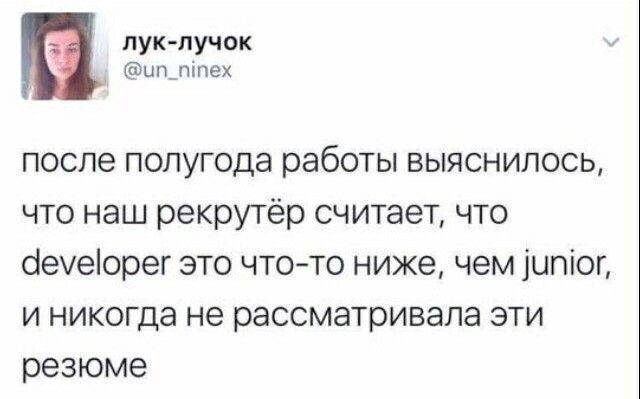 лук-лучок
@un_ninex
после полугода работы выяснилось,
что наш рекрутёр считает, что
developer это что-то ниже, чем junior,
и никогда не рассматривала эти
резюме